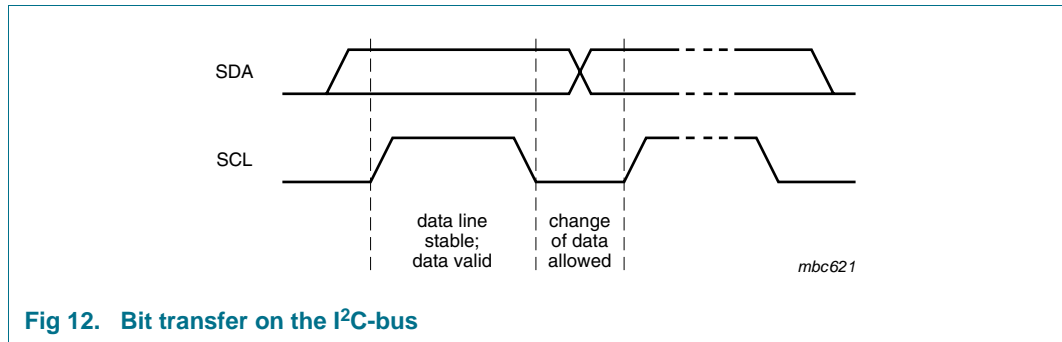 SDA
SCL
data line
stable;
data valid
change
of data
allowed
mbc621
Fig 12. Bit transfer on the I²C-bus